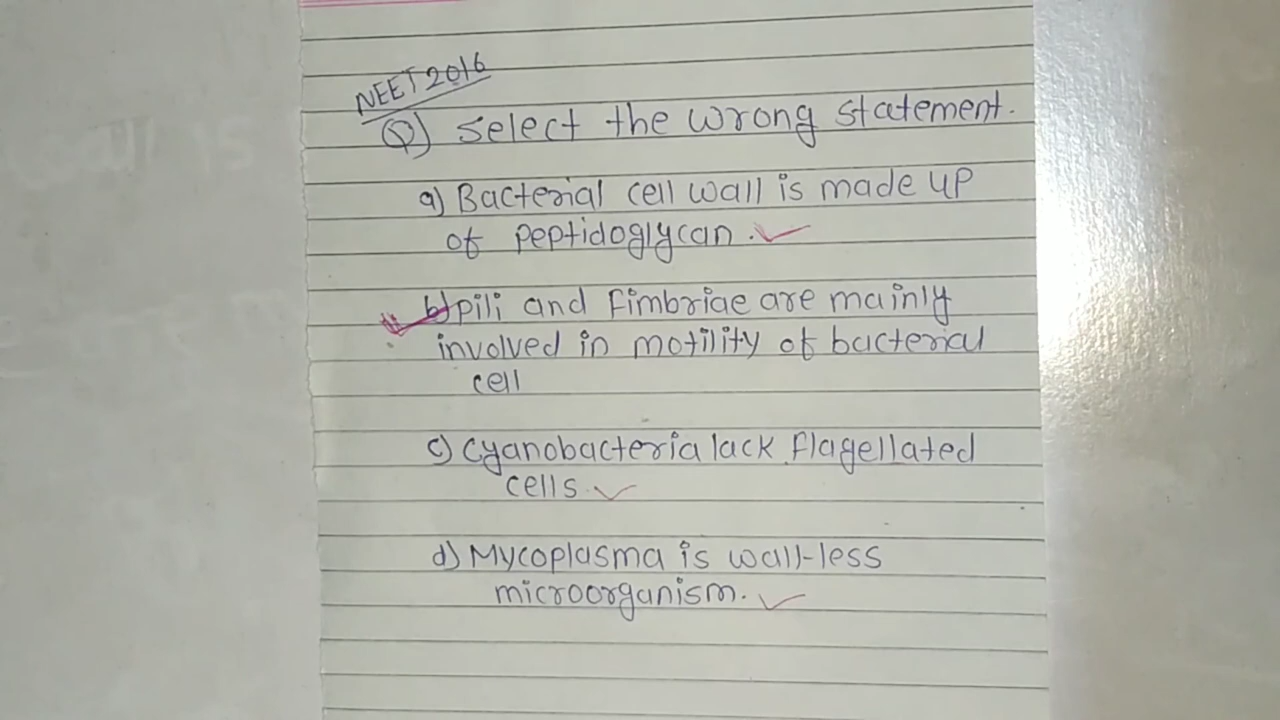 NEET 2016
Q) Select the wrong statement.
a) Bacterial cell wall is made up
of peptidoglycan.
b) pili and Fimbriae are mainly
involved in motility of bacterial
cell
c) Cyanobacteria lack flagellated
cells.
d) Mycoplasma is wall-less
microorganism.